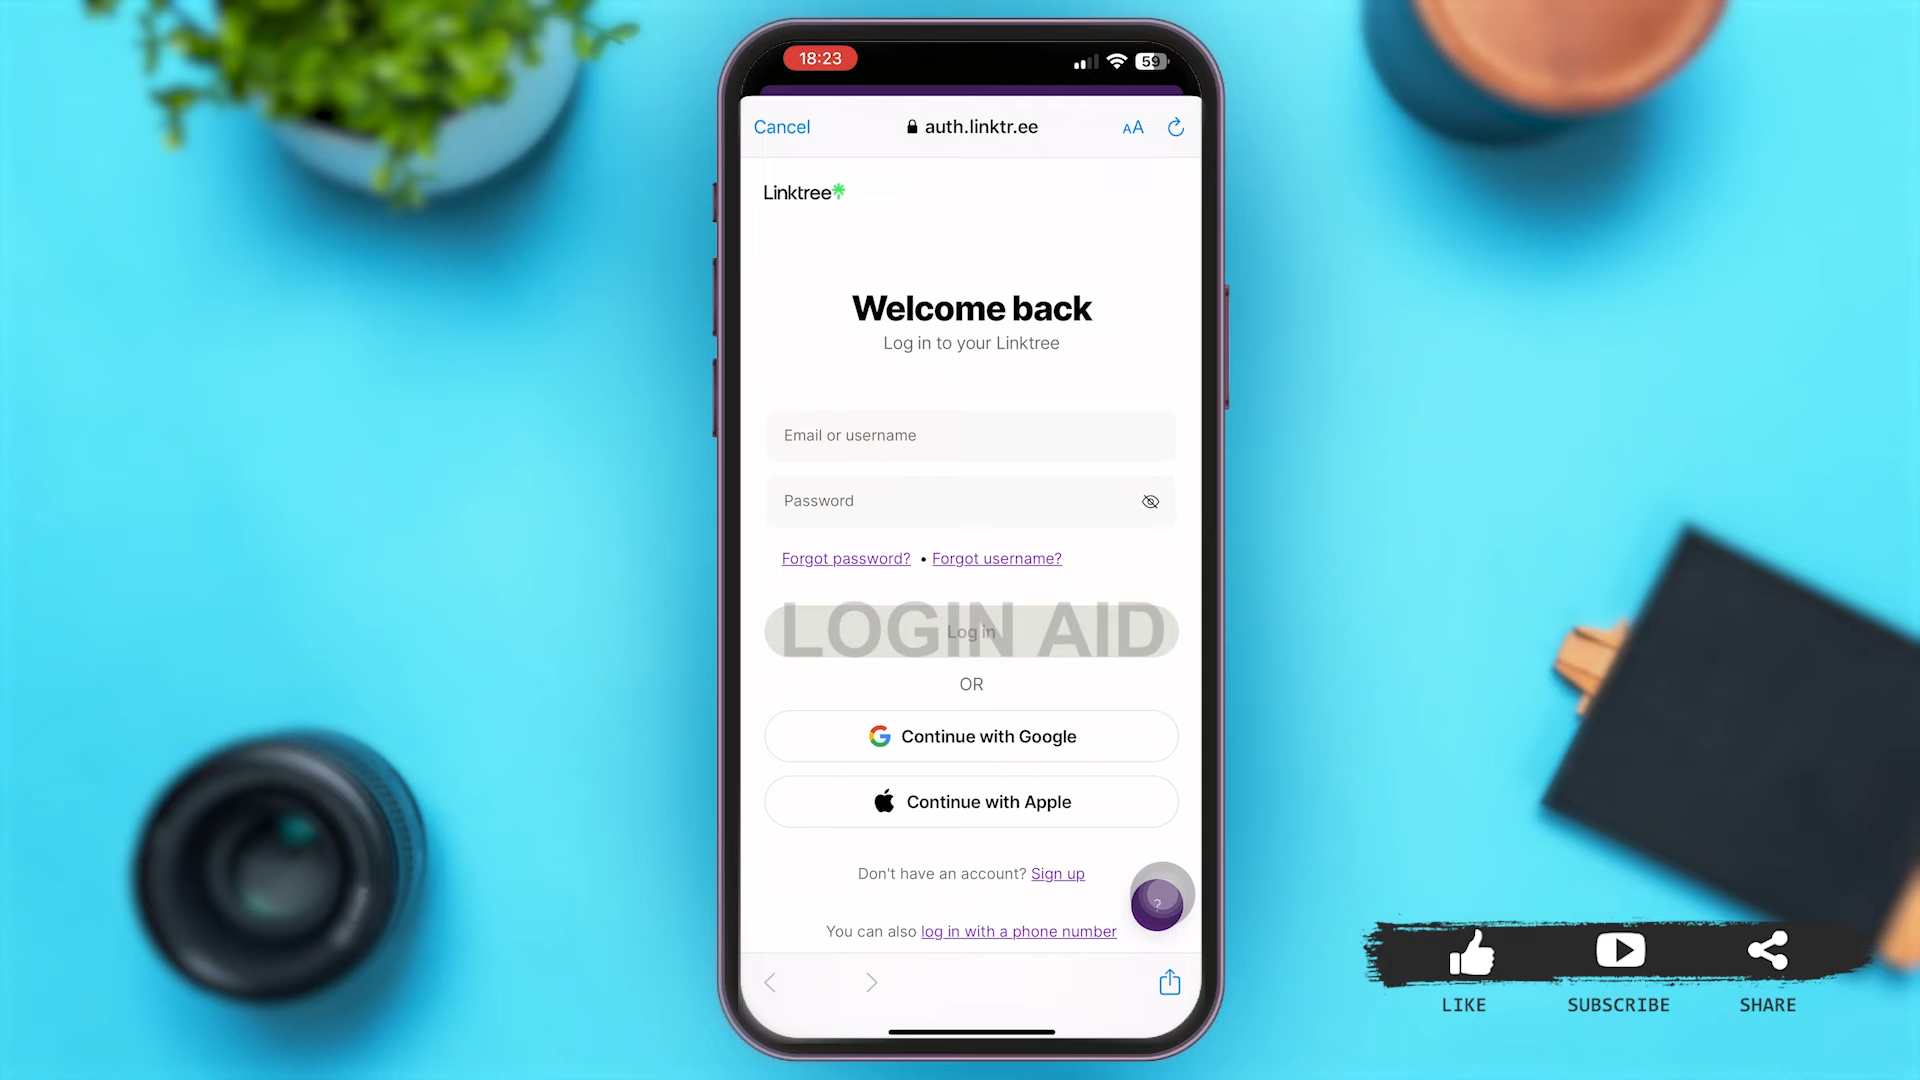 18:23
59
Cancel
auth.linktr.ee
AA
Linktree
Welcome back
Log in to your Linktree
Email or username
Password
Forgot password? • Forgot username?
Log in
LOGIN AID
OR
Continue with Google
Continue with Apple
Don't have an account? Sign up
?
You can also log in with a phone number
LIKE
SUBSCRIBE
SHARE